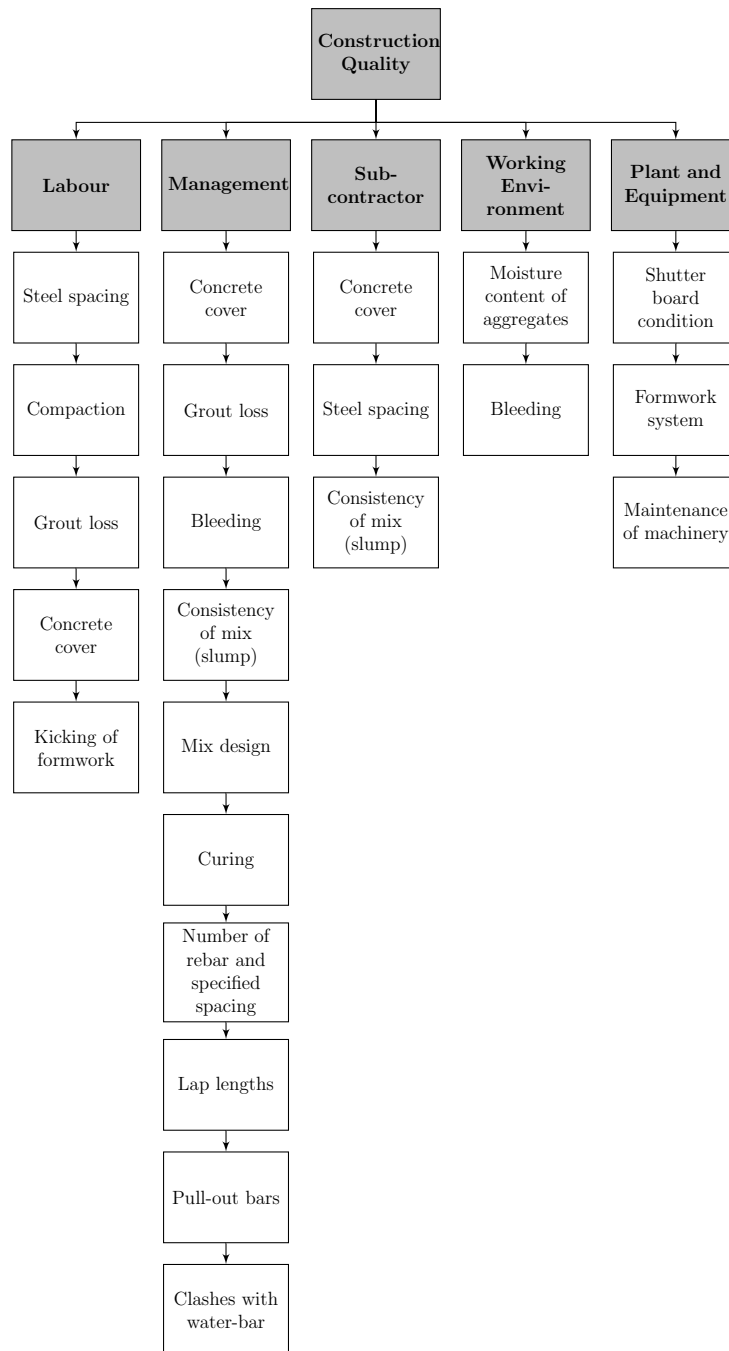 Construction
Quality
Labour
Management
Sub-
contractor
Working
Envi-
ronment
Plant and
Equipment
Steel spacing
Compaction
Grout loss
Concrete
cover
Kicking of
formwork
Concrete
cover
Grout loss
Bleeding
Consistency
of mix
(slump)
Mix design
Curing
Number of
rebar and
specified
spacing
Lap lengths
Pull-out bars
Clashes with
water-bar
Concrete
cover
Steel spacing
Consistency
of mix
(slump)
Moisture
content of
aggregates
Bleeding
Shutter
board
condition
Formwork
system
Maintenance
of machinery